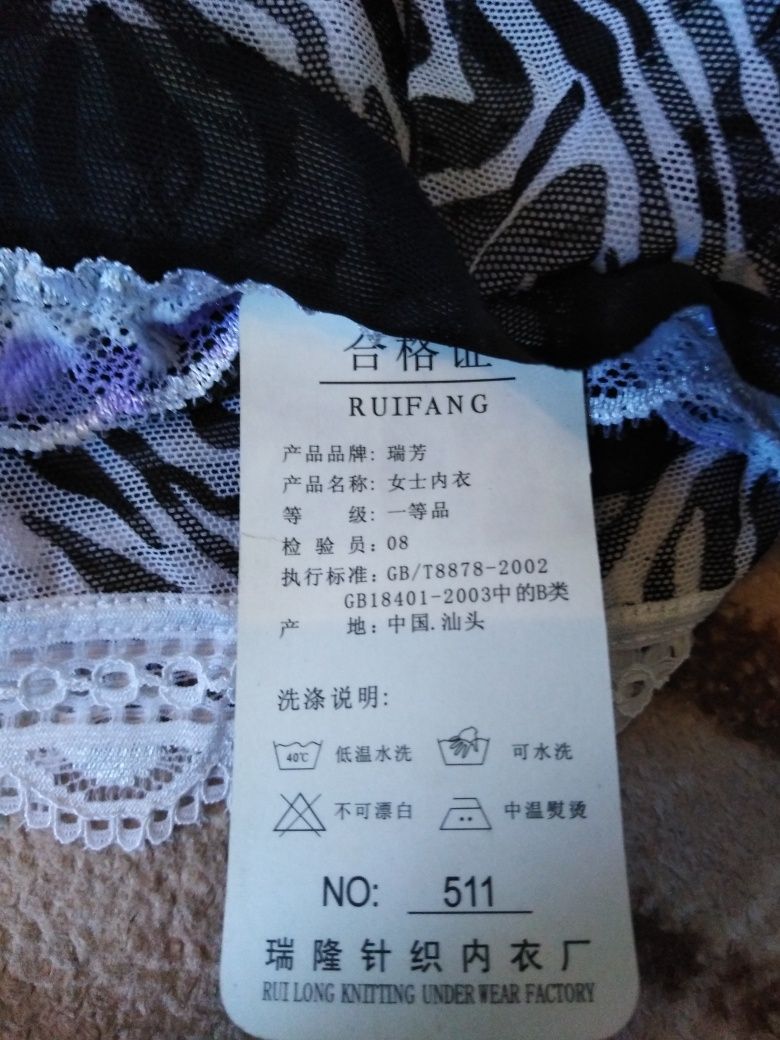 合格证
RUIFANG
产品品牌: 瑞芳
产品名称: 女士内衣
等 级: 一等品
检 验 员: 08
执行标准: GB/T8878-2002
GB18401-2003中的B类
产 地: 中国.汕头
洗涤说明:
40℃ 低温水洗 可水洗
不可漂白 中温熨烫
NO: 511
瑞隆针织内衣厂
RUI LONG KNITTING UNDER WEAR FACTORY